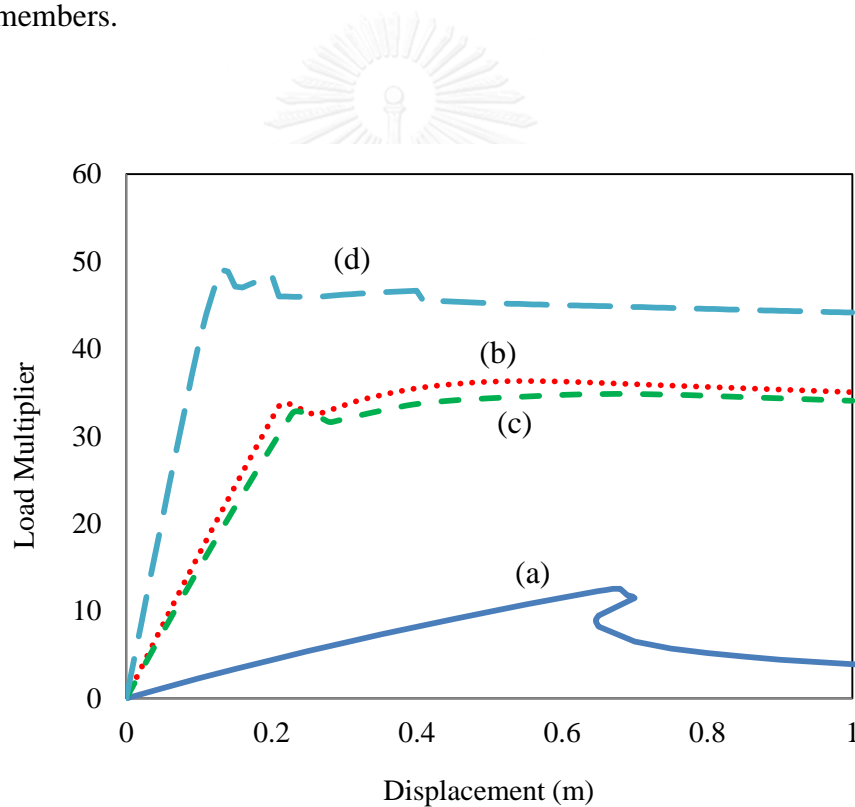 members.
60
50
40
30
20
10
0
(d)
(b)
(c)
(a)
Load Multiplier
0 0.2 0.4 0.6 0.8 1
Displacement (m)